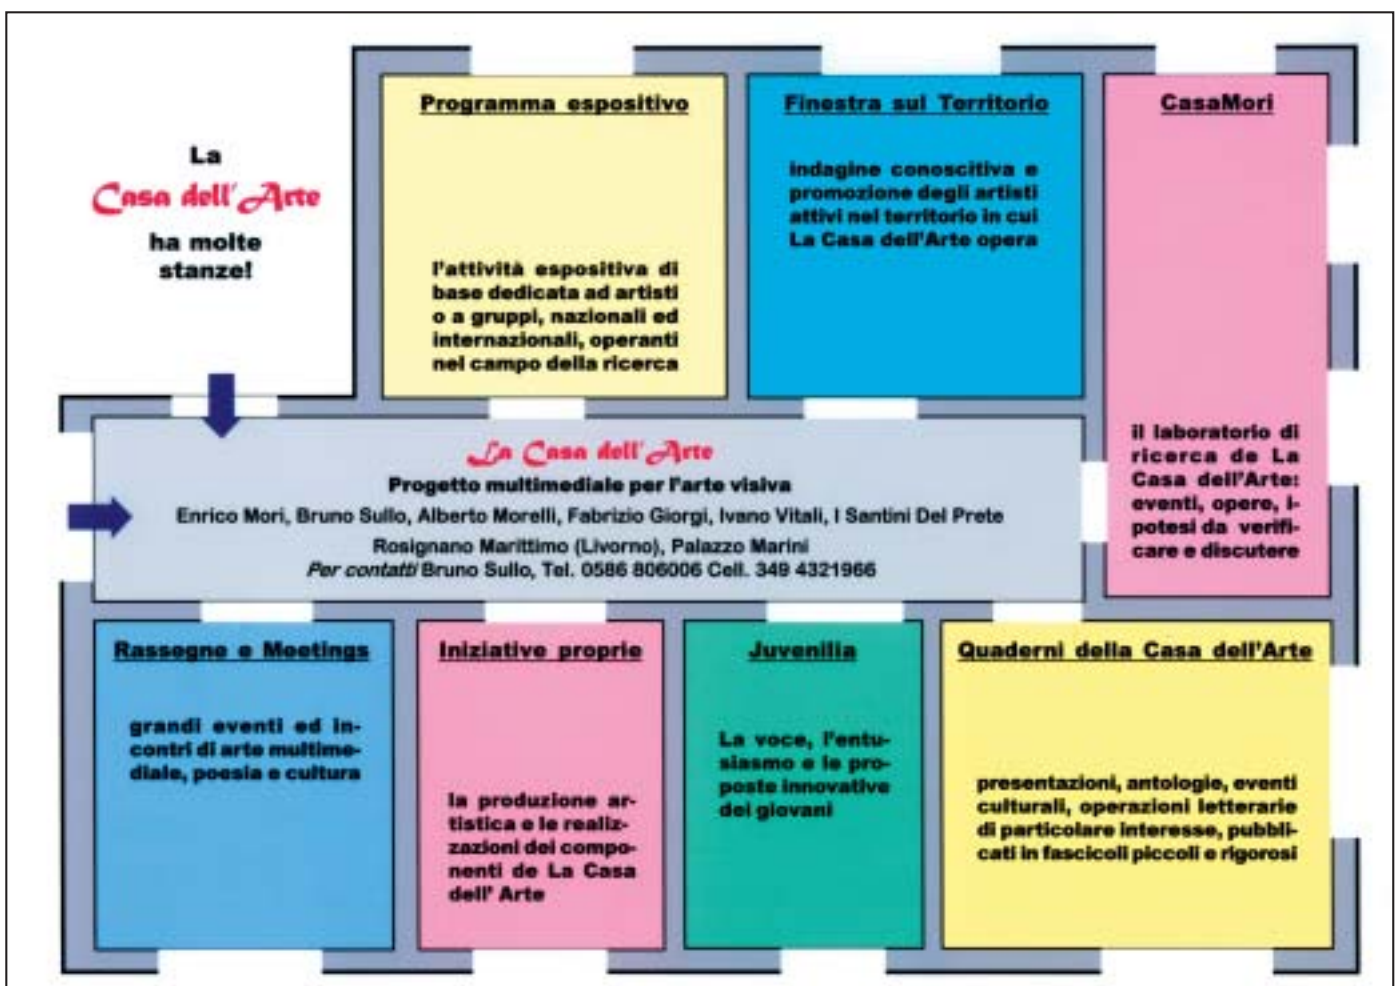 La
Casa dell'Arte
ha molte
stanze!
Programma espositivo
l'attività espositiva di
base dedicata ad artisti
o a gruppi, nazionali ed
internazionali, operanti
nel campo della ricerca
Finestra sul Territorio
indagine conoscitiva e
promozione degli artisti
attivi nel territorio in cui
La Casa dell'Arte opera
CasaMori
il laboratorio di
ricerca de La
Casa dell'Arte:
eventi, opere, i-
potesi da verifi-
care e discutere
La Casa dell'Arte
Progetto multimediale per l'arte visiva
Enrico Mori, Bruno Sullo, Alberto Morelli, Fabrizio Giorgi, Ivano Vitali, I Santini Del Prete
Rosignano Marittimo (Livorno), Palazzo Marini
Per contatti Bruno Sullo, Tel. 0586 806006 Cell. 349 4321966
Rassegne e Meetings
grandi eventi ed in-
contri di arte multime-
diale, poesia e cultura
Iniziative proprie
la produzione ar-
tistica e le realiz-
zazioni dei compo-
nenti de La Casa
dell' Arte
Juvenilia
La voce, l'entu-
siasmo e le pro-
poste innovative
dei giovani
Quaderni della Casa dell'Arte
presentazioni, antologie, eventi
culturali, operazioni letterarie
di particolare interesse, pubbli-
cati in fascicoli piccoli e rigorosi